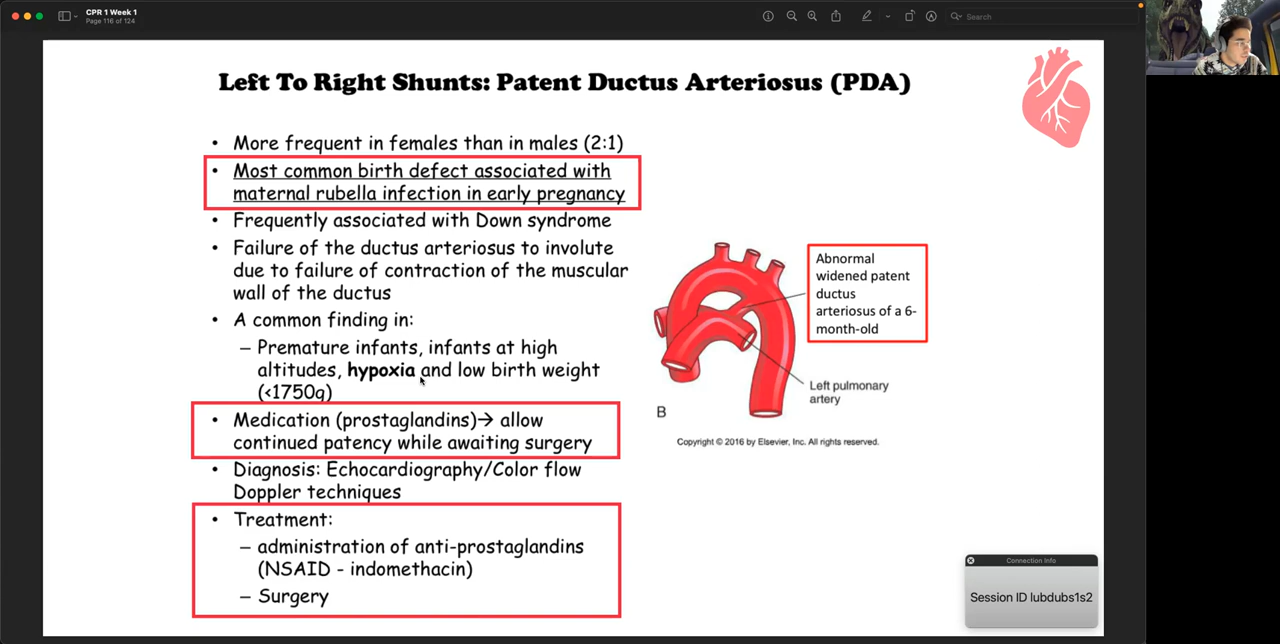 CPR 1 Week 1
Page 116 of 124
Search
Left To Right Shunts: Patent Ductus Arteriosus (PDA)
• More frequent in females than in males (2:1)
• Most common birth defect associated with
maternal rubella infection in early pregnancy
• Frequently associated with Down syndrome
• Failure of the ductus arteriosus to involute
due to failure of contraction of the muscular
wall of the ductus
• A common finding in:
– Premature infants, infants at high
altitudes, hypoxia and low birth weight
(<1750g)
• Medication (prostaglandins)→ allow
continued patency while awaiting surgery
• Diagnosis: Echocardiography/Color flow
Doppler techniques
• Treatment:
– administration of anti-prostaglandins
(NSAID - indomethacin)
– Surgery
Abnormal
widened patent
ductus
arteriosus of a 6-
month-old
Left pulmonary
artery
B
Copyright © 2016 by Elsevier, Inc. All rights reserved.
Connection Info
Session ID lubdubs1s2